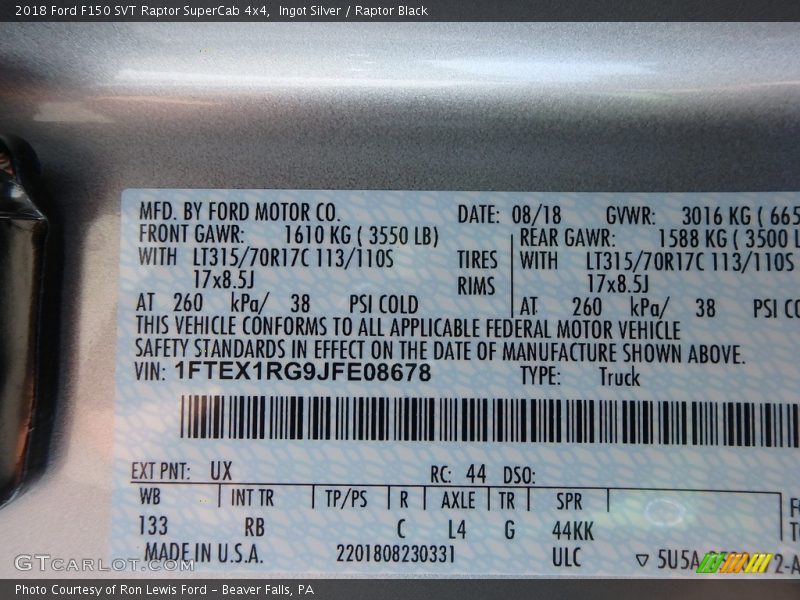 2018 Ford F150 SVT Raptor SuperCab 4x4, Ingot Silver / Raptor Black
MFD. BY FORD MOTOR CO. DATE: 08/18 GVWR: 3016 KG ( 665
FRONT GAWR: 1610 KG ( 3550 LB) REAR GAWR: 1588 KG ( 3500 L
WITH LT315/70R17C 113/110S TIRES WITH LT315/70R17C 113/110S
17x8.5J RIMS 17x8.5J
AT 260 kPa/ 38 PSI COLD AT 260 kPa/ 38 PSI CO
THIS VEHICLE CONFORMS TO ALL APPLICABLE FEDERAL MOTOR VEHICLE
SAFETY STANDARDS IN EFFECT ON THE DATE OF MANUFACTURE SHOWN ABOVE.
VIN: 1FTEX1RG9JFE08678 TYPE: Truck
EXT PNT: UX RC: 44 DSO:
WB INT TR TP/PS R AXLE TR SPR
133 RB C L4 G 44KK
MADE IN U.S.A. 2201808230331 ULC ▽ 5U5A
GTCarLot.com
Photo Courtesy of Ron Lewis Ford - Beaver Falls, PA